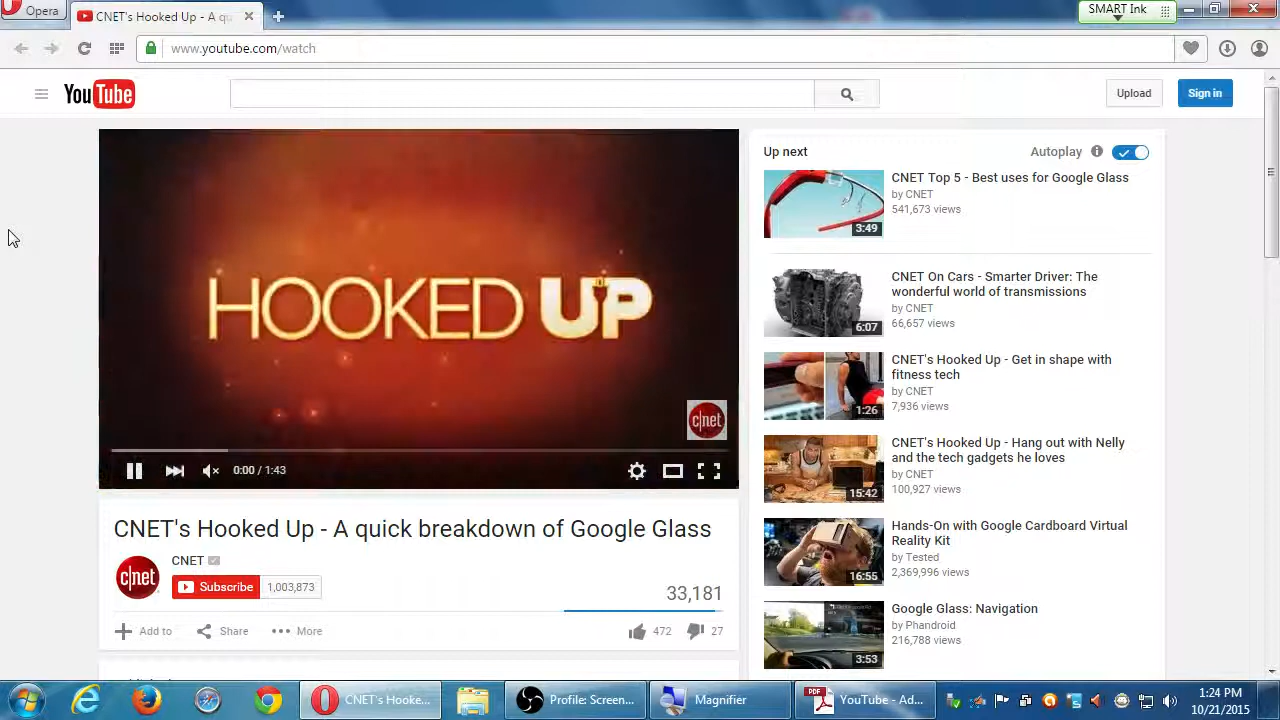 Opera
CNET's Hooked Up - A qu
SMART Ink
www.youtube.com/watch
YouTube
Upload
Sign in
HOOKED UP
c|net
0:00 / 1:43
CNET's Hooked Up - A quick breakdown of Google Glass
c|net
CNET
Subscribe
1,003,873
33,181
Add to
Share
More
472
27
Up next
Autoplay
CNET Top 5 - Best uses for Google Glass
by CNET
541,673 views
3:49
CNET On Cars - Smarter Driver: The
wonderful world of transmissions
by CNET
66,657 views
6:07
CNET's Hooked Up - Get in shape with
fitness tech
by CNET
7,936 views
1:26
CNET's Hooked Up - Hang out with Nelly
and the tech gadgets he loves
by CNET
100,927 views
15:42
Hands-On with Google Cardboard Virtual
Reality Kit
by Tested
2,369,996 views
16:55
Google Glass: Navigation
by Phandroid
216,788 views
3:53
CNET's Hooke...
Profile: Screen...
Magnifier
PDF
YouTube - Ad...
1:24 PM
10/21/2015